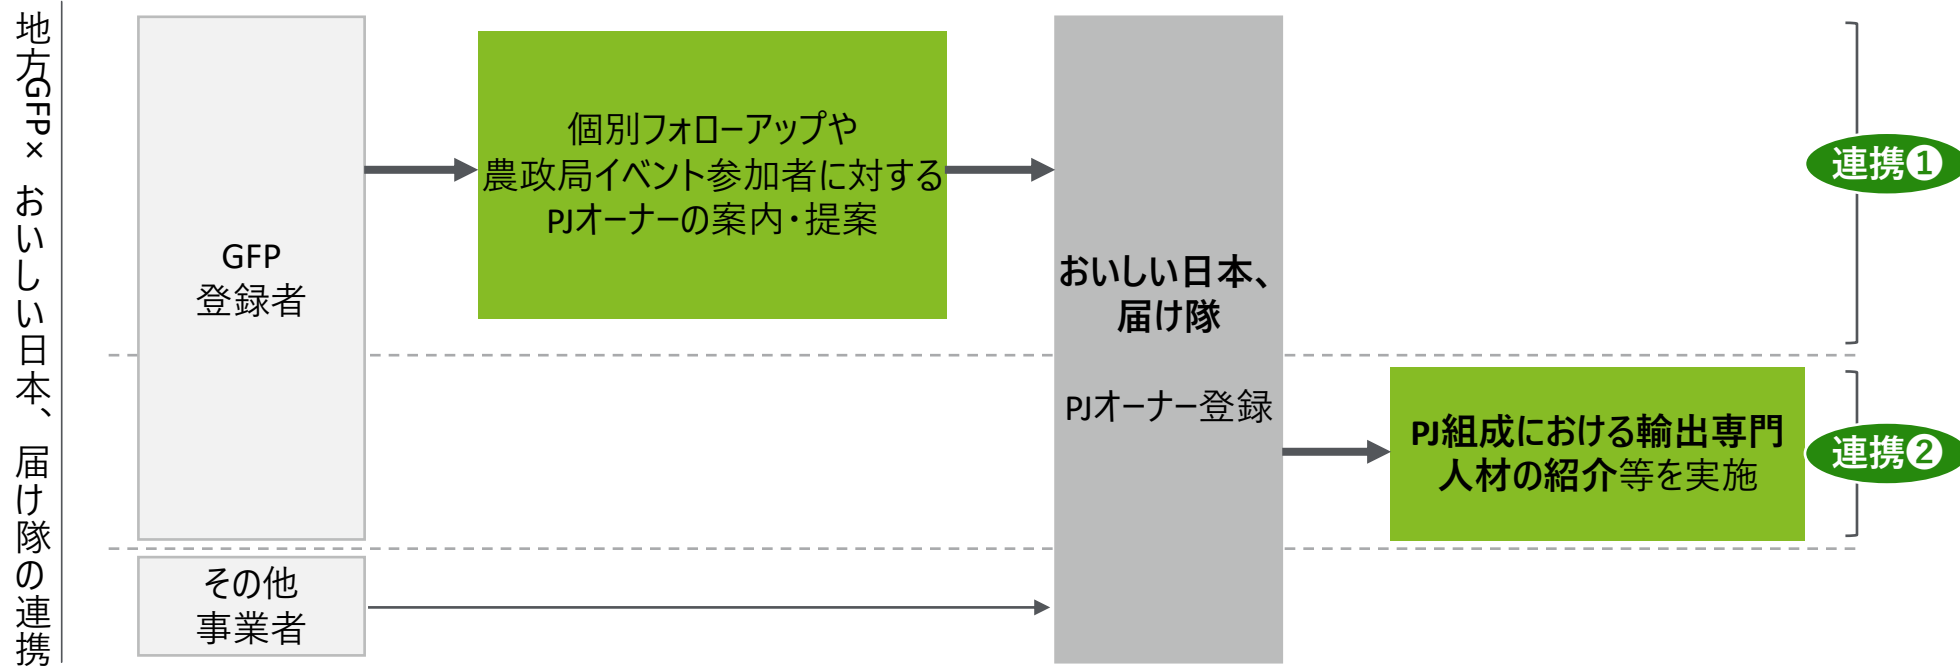 地方GFP× おいしい日本、届け隊の連携
GFP
登録者
個別フォローアップや
農政局イベント参加者に対する
PJオーナーの案内・提案
おいしい日本、
届け隊
PJオーナー登録
連携❶
PJ組成における輸出専門
人材の紹介等を実施
連携❷
その他
事業者